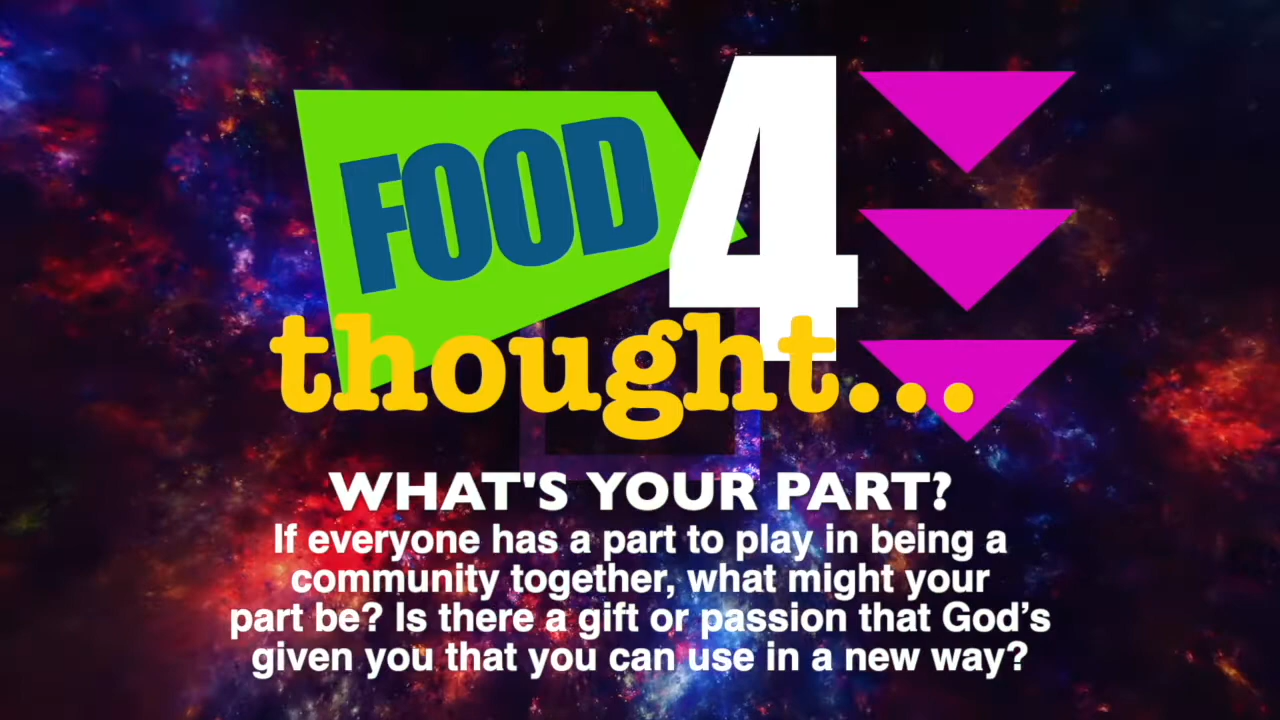 FOOD 4
thought...
WHAT'S YOUR PART?
If everyone has a part to play in being a
community together, what might your
part be? Is there a gift or passion that God’s
given you that you can use in a new way?